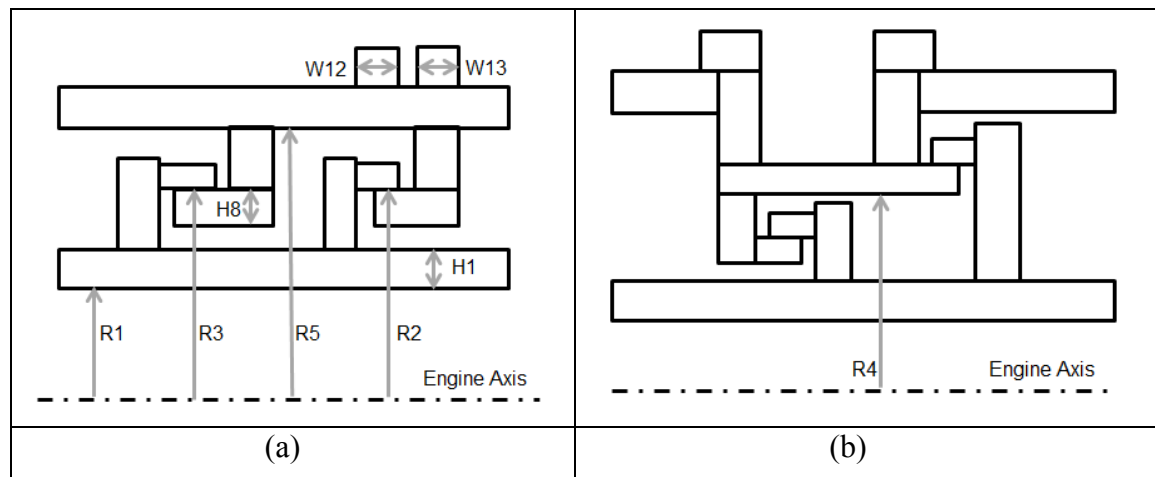 W12
W13
H8
H1
R1
R3
R5
R2
Engine Axis
R4
Engine Axis
(a)
(b)